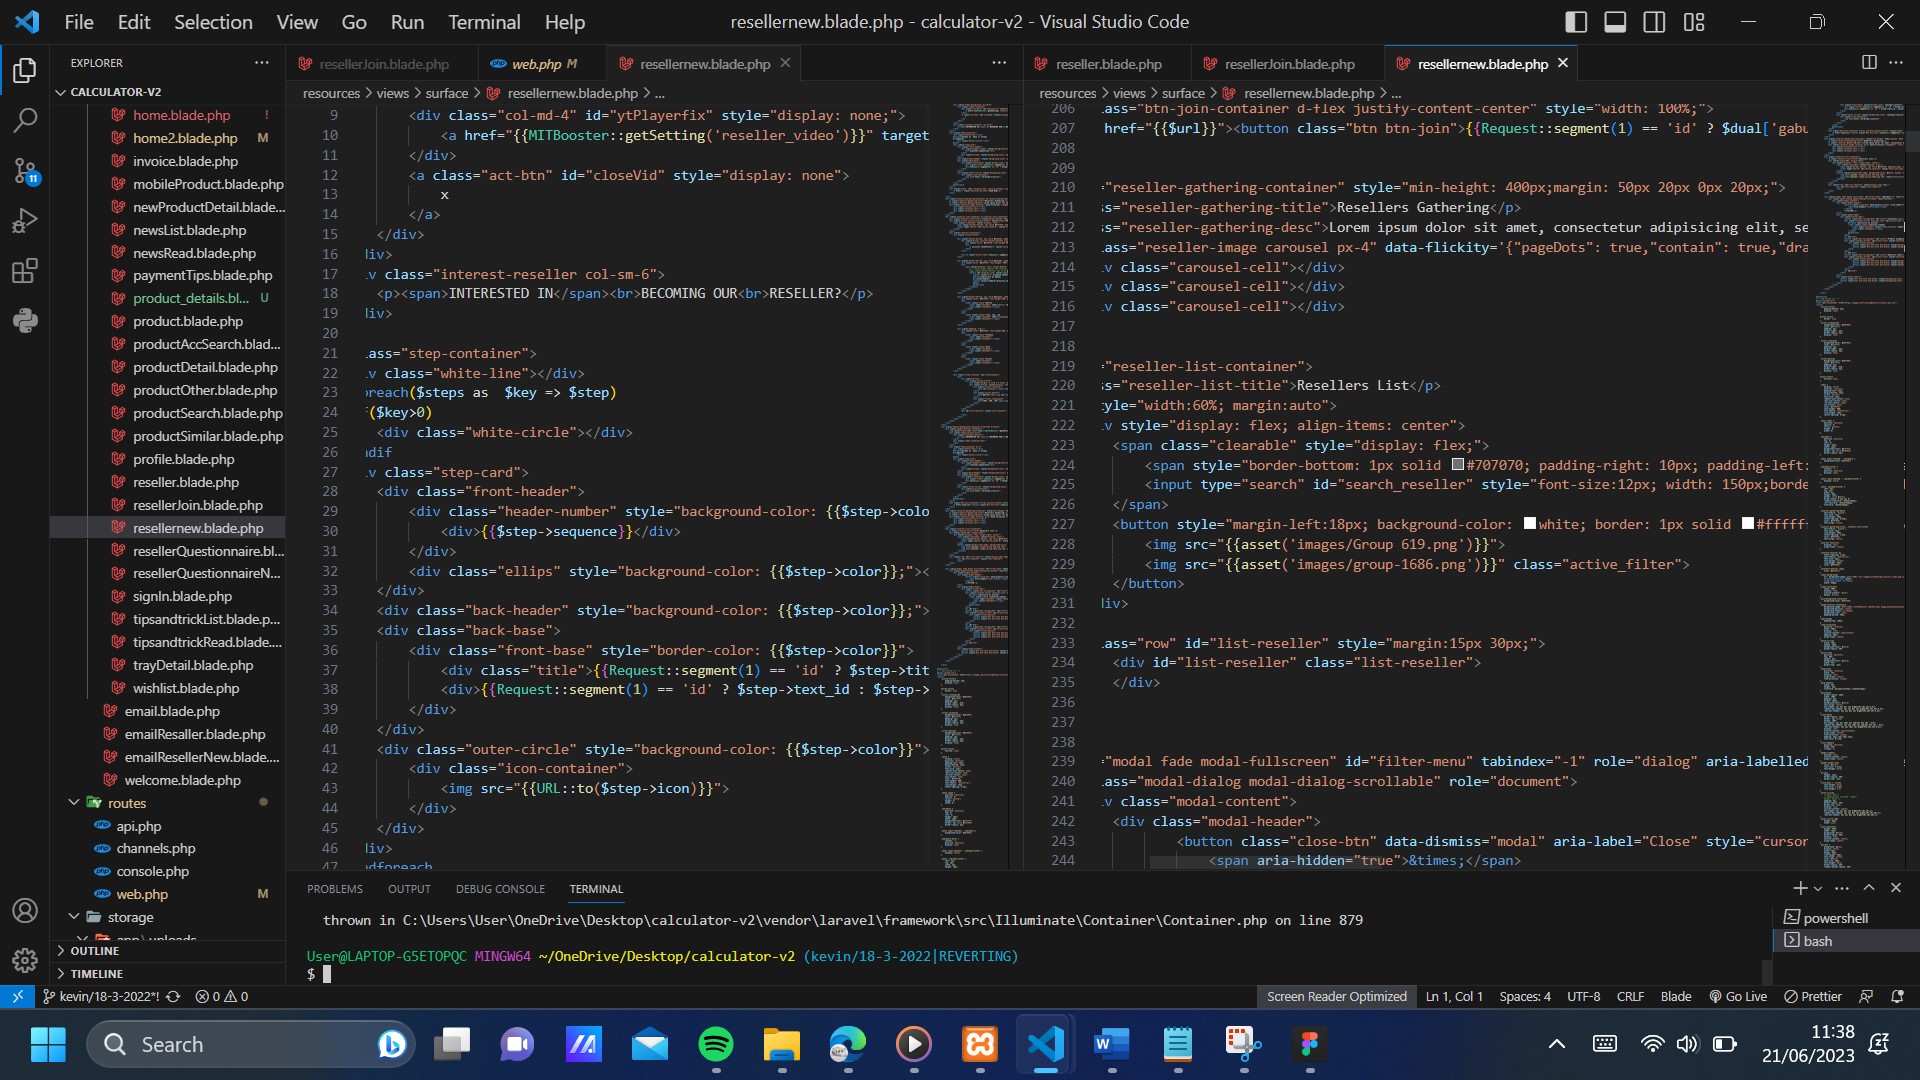 File Edit Selection View Go Run Terminal Help
resellernew.blade.php - calculator-v2 - Visual Studio Code
EXPLORER
CALCULATOR-V2
home.blade.php !
home2.blade.php M
invoice.blade.php
mobileProduct.blade.php
newProductDetail.blade...
newsList.blade.php
newsRead.blade.php
paymentTips.blade.php
product_details.bl... U
product.blade.php
productAccSearch.blad...
productDetail.blade.php
productOther.blade.php
productSearch.blade.php
productSimilar.blade.php
profile.blade.php
reseller.blade.php
resellerJoin.blade.php
resellernew.blade.php
resellerQuestionnaire.bl...
resellerQuestionnaireN...
signIn.blade.php
tipsandtrickList.blade.p...
tipsandtrickRead.blade....
trayDetail.blade.php
wishlist.blade.php
email.blade.php
emailResaller.blade.php
emailResellerNew.blade....
welcome.blade.php
routes
api.php
channels.php
console.php
web.php M
storage
OUTLINE
TIMELINE
resellerJoin.blade.php web.php M resellernew.blade.php
resources > views > surface > resellernew.blade.php > ...
9 <div class="col-md-4" id="ytPlayerfix" style="display: none;">
10 <a href="{{MITBooster::getSetting('reseller_video')}}" target
11 </div>
12 <a class="act-btn" id="closeVid" style="display: none">
13 x
14 </a>
15 </div>
16 div>
17 v class="interest-reseller col-sm-6">
18 <p><span>INTERESTED IN</span><br>BECOMING OUR<br>RESELLER?</p>
19 div>
20
21 ass="step-container">
22 v class="white-line"></div>
23 reach($steps as $key => $step)
24 ($key>0)
25 <div class="white-circle"></div>
26 dif
27 v class="step-card">
28 <div class="front-header">
29 <div class="header-number" style="background-color: {{$step->colo
30 <div>{{$step->sequence}}</div>
31 </div>
32 <div class="ellips" style="background-color: {{$step->color}};"><
33 </div>
34 <div class="back-header" style="background-color: {{$step->color}};">
35 <div class="back-base">
36 <div class="front-base" style="border-color: {{$step->color}}">
37 <div class="title">{{Request::segment(1) == 'id' ? $step->tit
38 <div>{{Request::segment(1) == 'id' ? $step->text_id : $step->
39 </div>
40 </div>
41 <div class="outer-circle" style="background-color: {{$step->color}}">
42 <div class="icon-container">
43 <img src="{{URL::to($step->icon)}}">
44 </div>
45 </div>
46 div>
47 dforeach
reseller.blade.php resellerJoin.blade.php resellernew.blade.php
resources > views > surface > resellernew.blade.php > ...
206 ass="btn-join-container d-flex justify-content-center" style="width: 100%;">
207 href="{{$url}}"><button class="btn btn-join">{{Request::segment(1) == 'id' ? $dual['gabu
208
209
210 ="reseller-gathering-container" style="min-height: 400px;margin: 50px 20px 0px 20px;">
211 s="reseller-gathering-title">Resellers Gathering</p>
212 s="reseller-gathering-desc">Lorem ipsum dolor sit amet, consectetur adipisicing elit, se
213 ass="reseller-image carousel px-4" data-flickity='{"pageDots": true,"contain": true,"dra
214 v class="carousel-cell"></div>
215 v class="carousel-cell"></div>
216 v class="carousel-cell"></div>
217
218
219 ="reseller-list-container">
220 s="reseller-list-title">Resellers List</p>
221 tyle="width:60%; margin:auto">
222 v style="display: flex; align-items: center">
223 <span class="clearable" style="display: flex;">
224 <span style="border-bottom: 1px solid #707070; padding-right: 10px; padding-left:
225 <input type="search" id="search_reseller" style="font-size:12px; width: 150px;borde
226 </span>
227 <button style="margin-left:18px; background-color: white; border: 1px solid #ffffff
228 <img src="{{asset('images/Group 619.png')}}">
229 <img src="{{asset('images/group-1686.png')}}" class="active_filter">
230 </button>
231 div>
232
233 ass="row" id="list-reseller" style="margin:15px 30px;">
234 <div id="list-reseller" class="list-reseller">
235 </div>
236
237
238
239 ="modal fade modal-fullscreen" id="filter-menu" tabindex="-1" role="dialog" aria-labelled
240 ass="modal-dialog modal-dialog-scrollable" role="document">
241 v class="modal-content">
242 <div class="modal-header">
243 <button class="close-btn" data-dismiss="modal" aria-label="Close" style="cursor
244 <span aria-hidden="true">&times;</span>
PROBLEMS OUTPUT DEBUG CONSOLE TERMINAL
thrown in C:\Users\User\OneDrive\Desktop\calculator-v2\vendor\laravel\framework\src\Illuminate\Container\Container.php on line 879
User@LAPTOP-G5ETOPQC MINGW64 ~/OneDrive/Desktop/calculator-v2 (kevin/18-3-2022|REVERTING)
$
powershell
bash
11
kevin/18-3-2022*! 0 0 Screen Reader Optimized Ln 1, Col 1 Spaces: 4 UTF-8 CRLF Blade Go Live Prettier
Search
11:38
21/06/2023